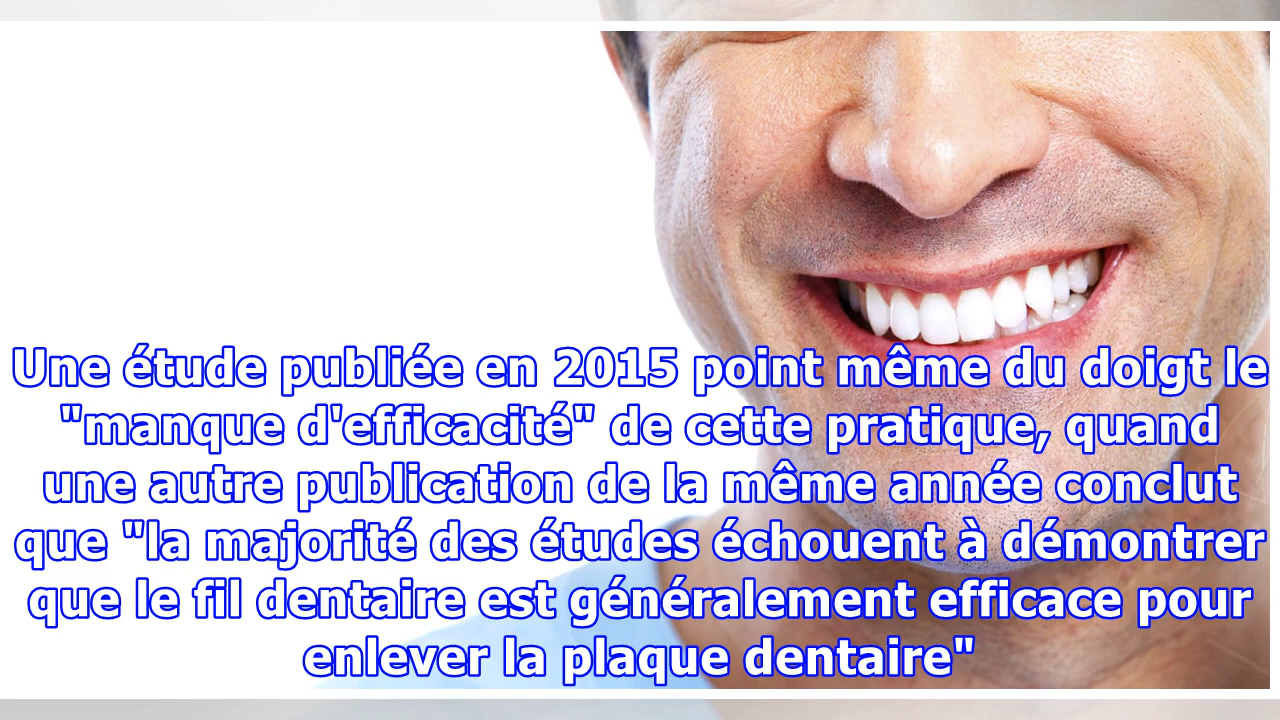 Une étude publiée en 2015 point même du doigt le
"manque d'efficacité" de cette pratique, quand
une autre publication de la même année conclut
que "la majorité des études échouent à démontrer
que le fil dentaire est généralement efficace pour
enlever la plaque dentaire"